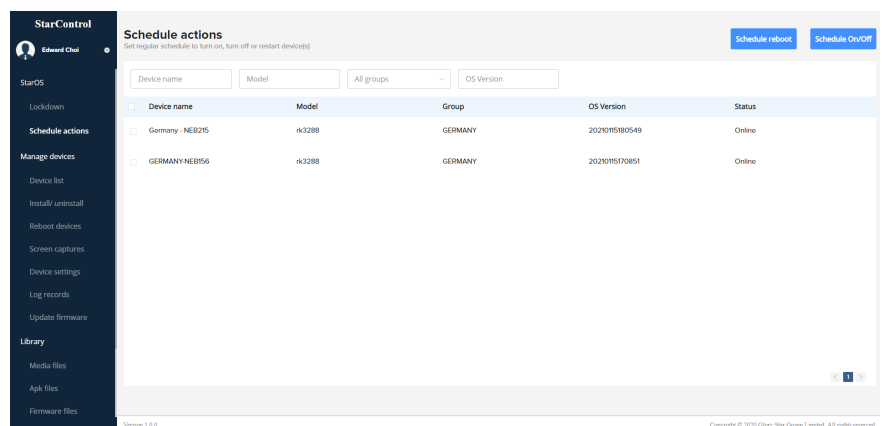 StarControl
Edward Choi
StarOS
Lockdown
Schedule actions
Manage devices
Device list
Install/ uninstall
Reboot devices
Screen captures
Device settings
Log records
Update firmware
Library
Media files
Apk files
Firmware files
Schedule actions
Set regular schedule to turn on, turn off or restart device(s)
Schedule reboot
Schedule On/Off
Device name
Model
All groups
OS Version
Device name Model Group OS Version Status
Germany - NEB215 rk3288 GERMANY 20210115180549 Online
GERMANY-NEB156 rk3288 GERMANY 20210115170851 Online
1
Version 1.0.0
Copyright © 2020 Glory Star Group Limited. All rights reserved.